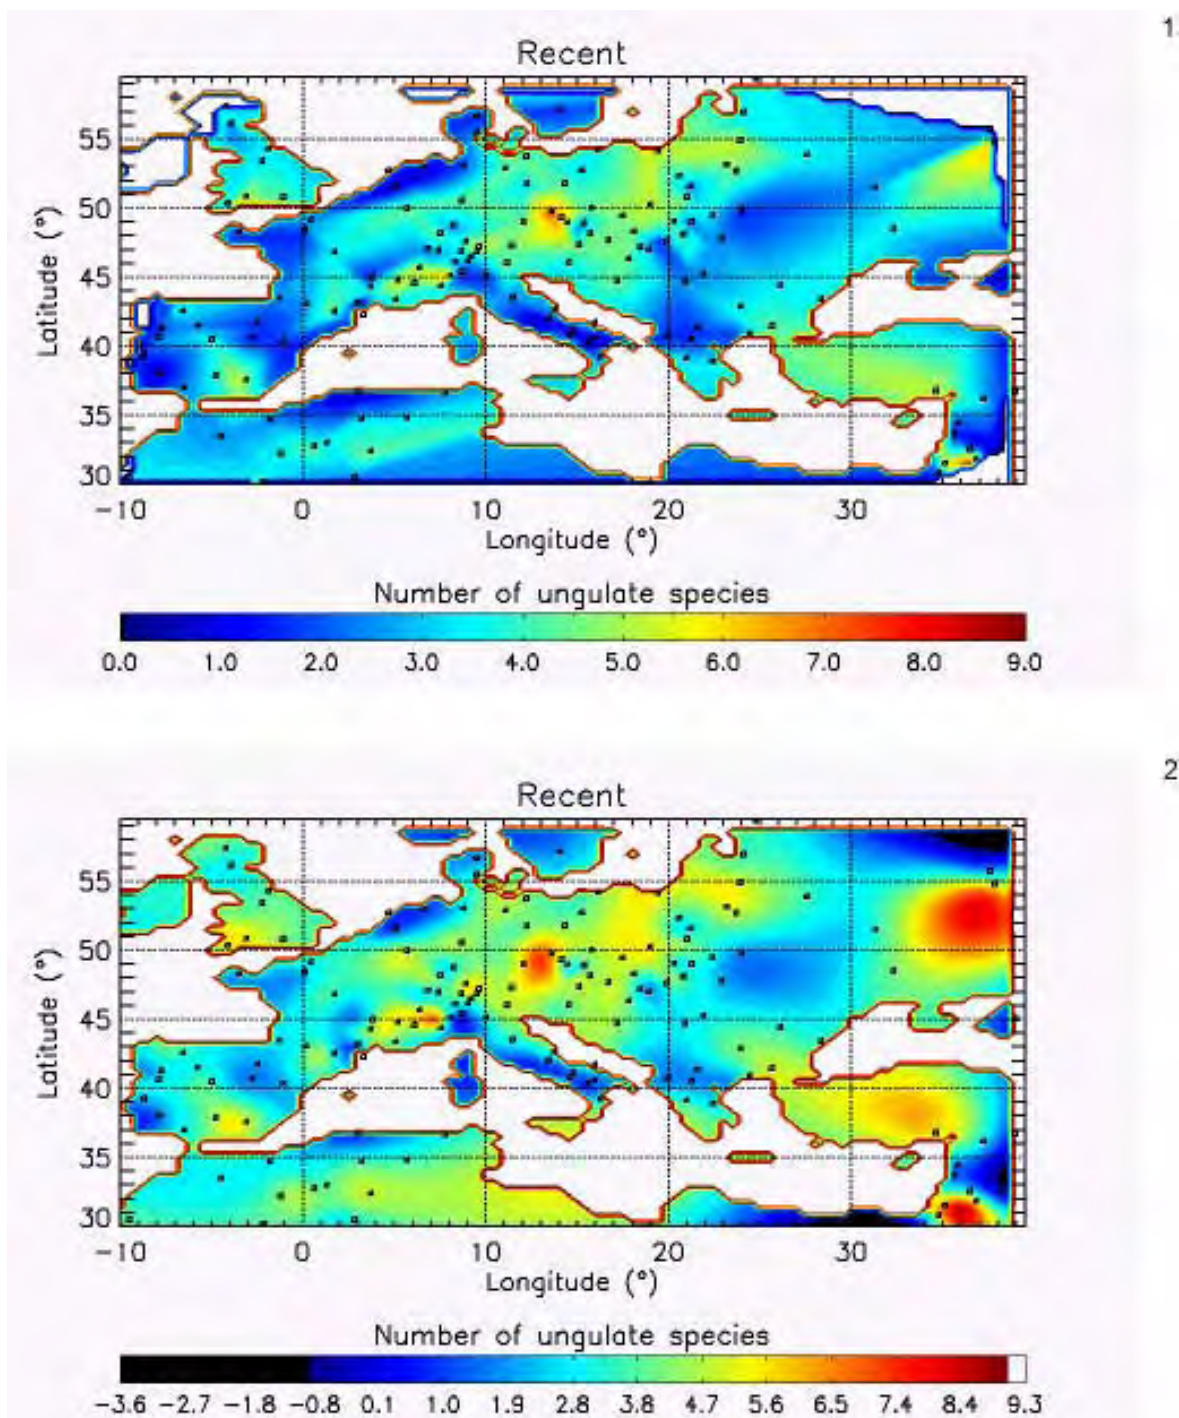 1.
Recent
55
50
45
40
35
30
Latitude (°)
-10 0 10 20 30
Longitude (°)
Number of ungulate species
0.0 1.0 2.0 3.0 4.0 5.0 6.0 7.0 8.0 9.0
2
Recent
55
50
45
40
35
30
Latitude (°)
-10 0 10 20 30
Longitude (°)
Number of ungulate species
-3.6 -2.7 -1.8 -0.8 0.1 1.0 1.9 2.8 3.8 4.7 5.6 6.5 7.4 8.4 9.3